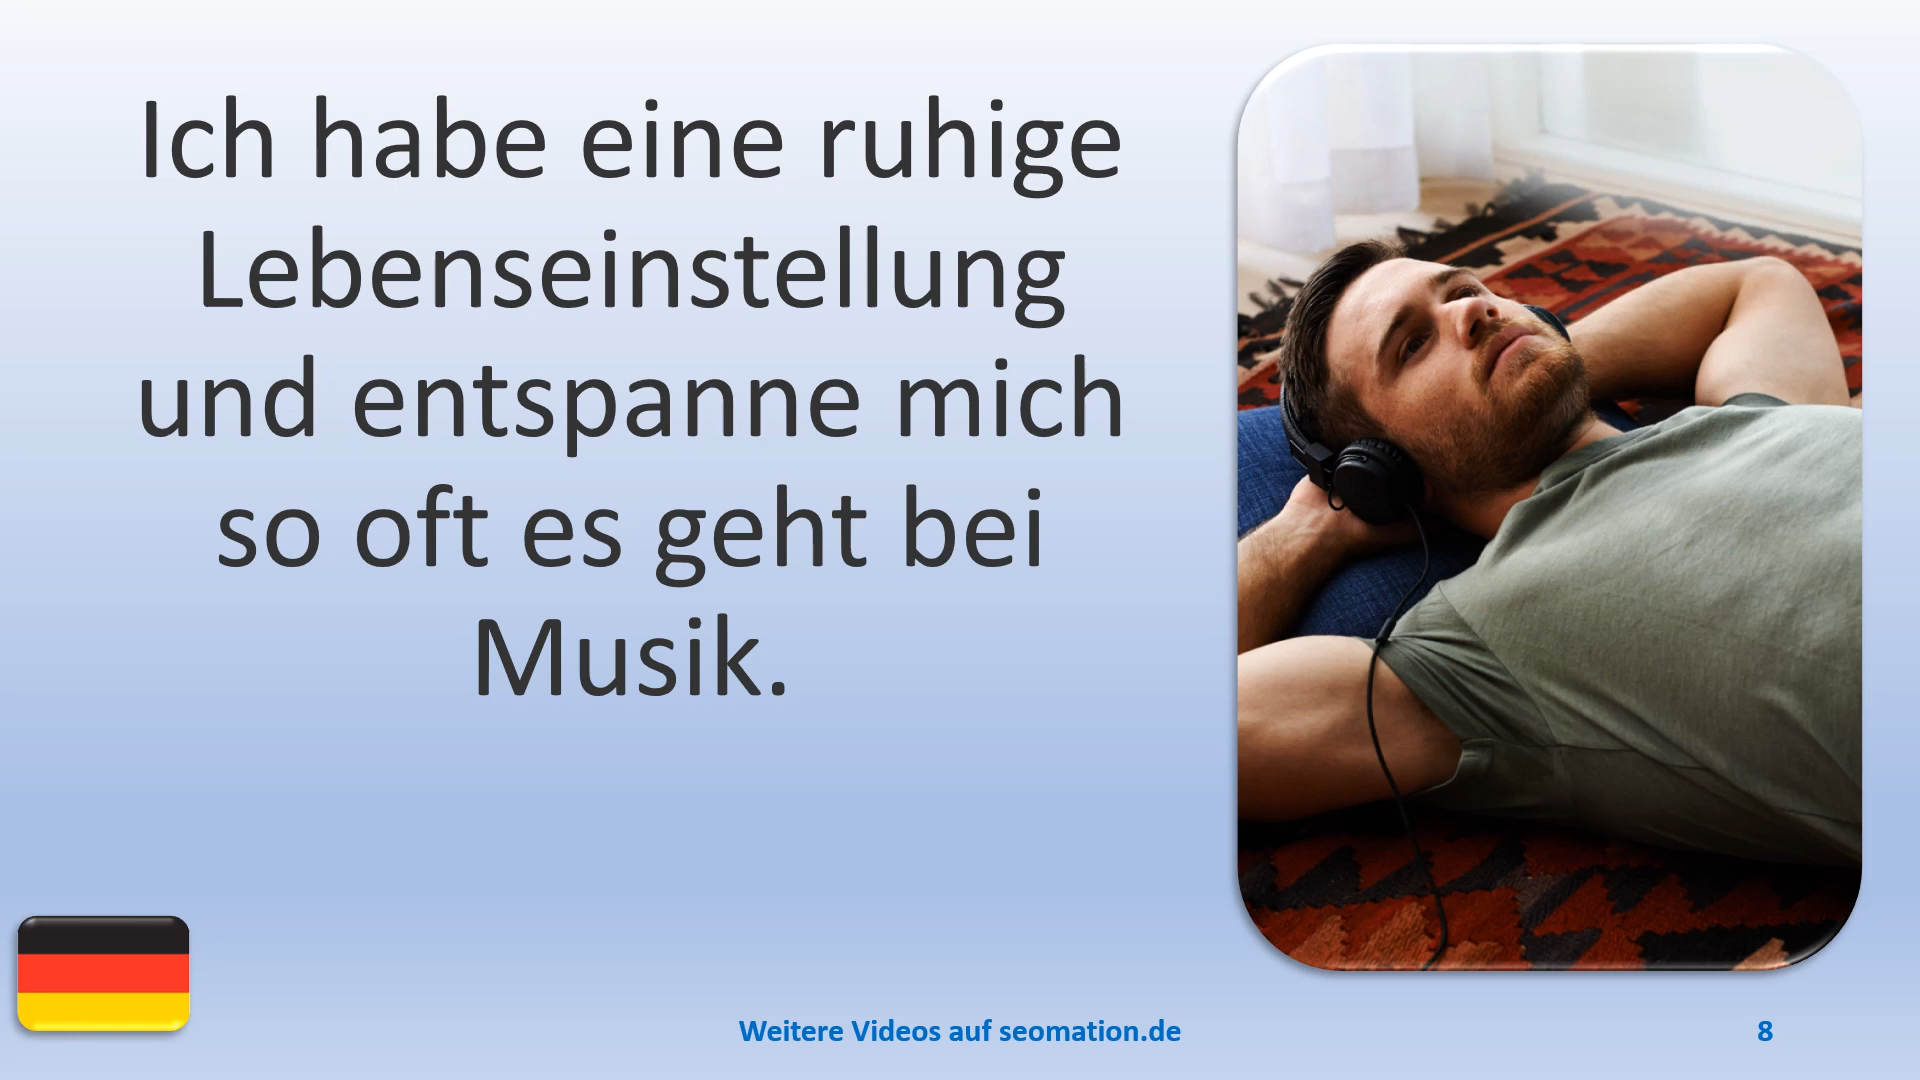 Ich habe eine ruhige
Lebenseinstellung
und entspanne mich
so oft es geht bei
Musik.
Weitere Videos auf seomation.de
8